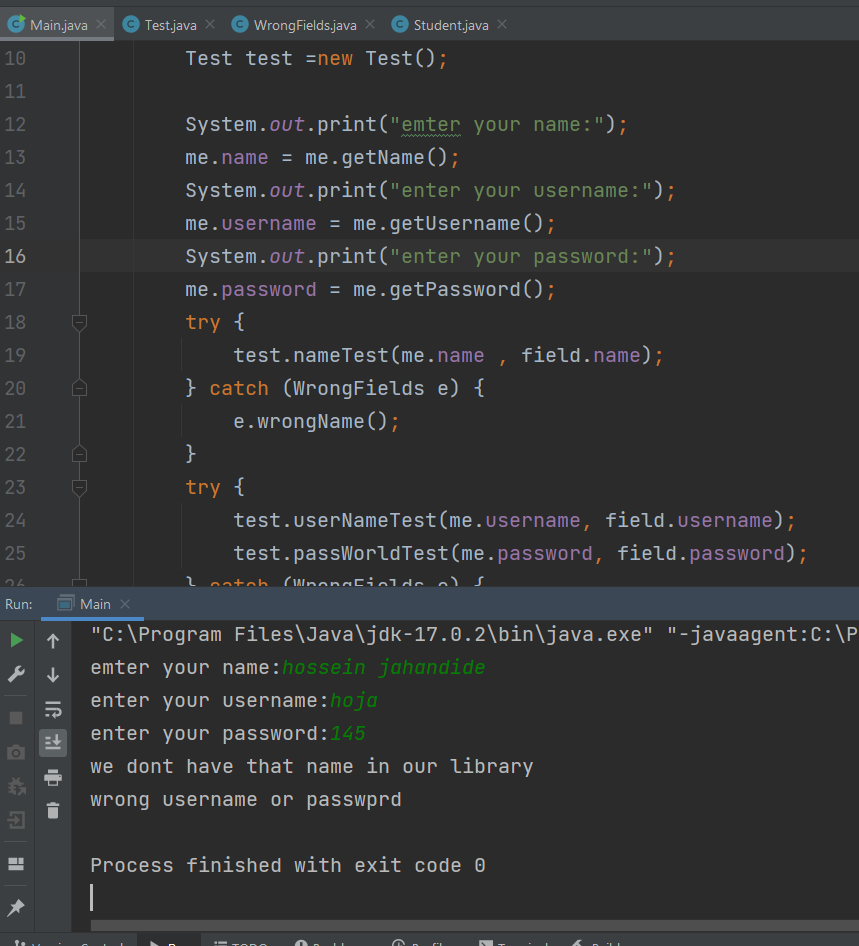 Main.java Test.java WrongFields.java Student.java
10 Test test =new Test();
11
12 System.out.print("emter your name:");
13 me.name = me.getName();
14 System.out.print("enter your username:");
15 me.username = me.getUsername();
16 System.out.print("enter your password:");
17 me.password = me.getPassword();
18 try {
19 test.nameTest(me.name , field.name);
20 } catch (WrongFields e) {
21 e.wrongName();
22 }
23 try {
24 test.userNameTest(me.username, field.username);
25 test.passWorldTest(me.password, field.password);
26 } catch (WrongFields e) {
Run: Main
"C:\Program Files\Java\jdk-17.0.2\bin\java.exe" "-javaagent:C:\P
emter your name:hossein jahandide
enter your username:hoja
enter your password:145
we dont have that name in our library
wrong username or passwprd
Process finished with exit code 0